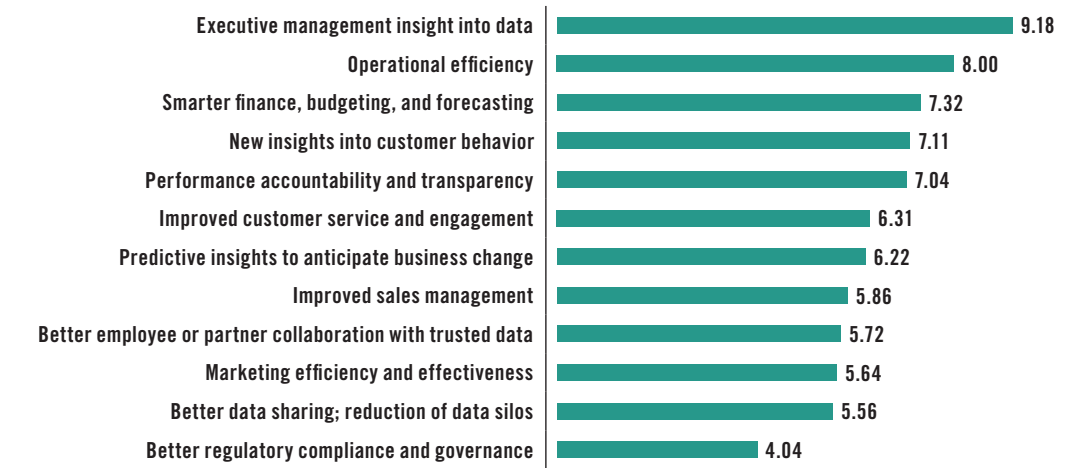 Executive management insight into data 9.18
Operational efficiency 8.00
Smarter finance, budgeting, and forecasting 7.32
New insights into customer behavior 7.11
Performance accountability and transparency 7.04
Improved customer service and engagement 6.31
Predictive insights to anticipate business change 6.22
Improved sales management 5.86
Better employee or partner collaboration with trusted data 5.72
Marketing efficiency and effectiveness 5.64
Better data sharing; reduction of data silos 5.56
Better regulatory compliance and governance 4.04